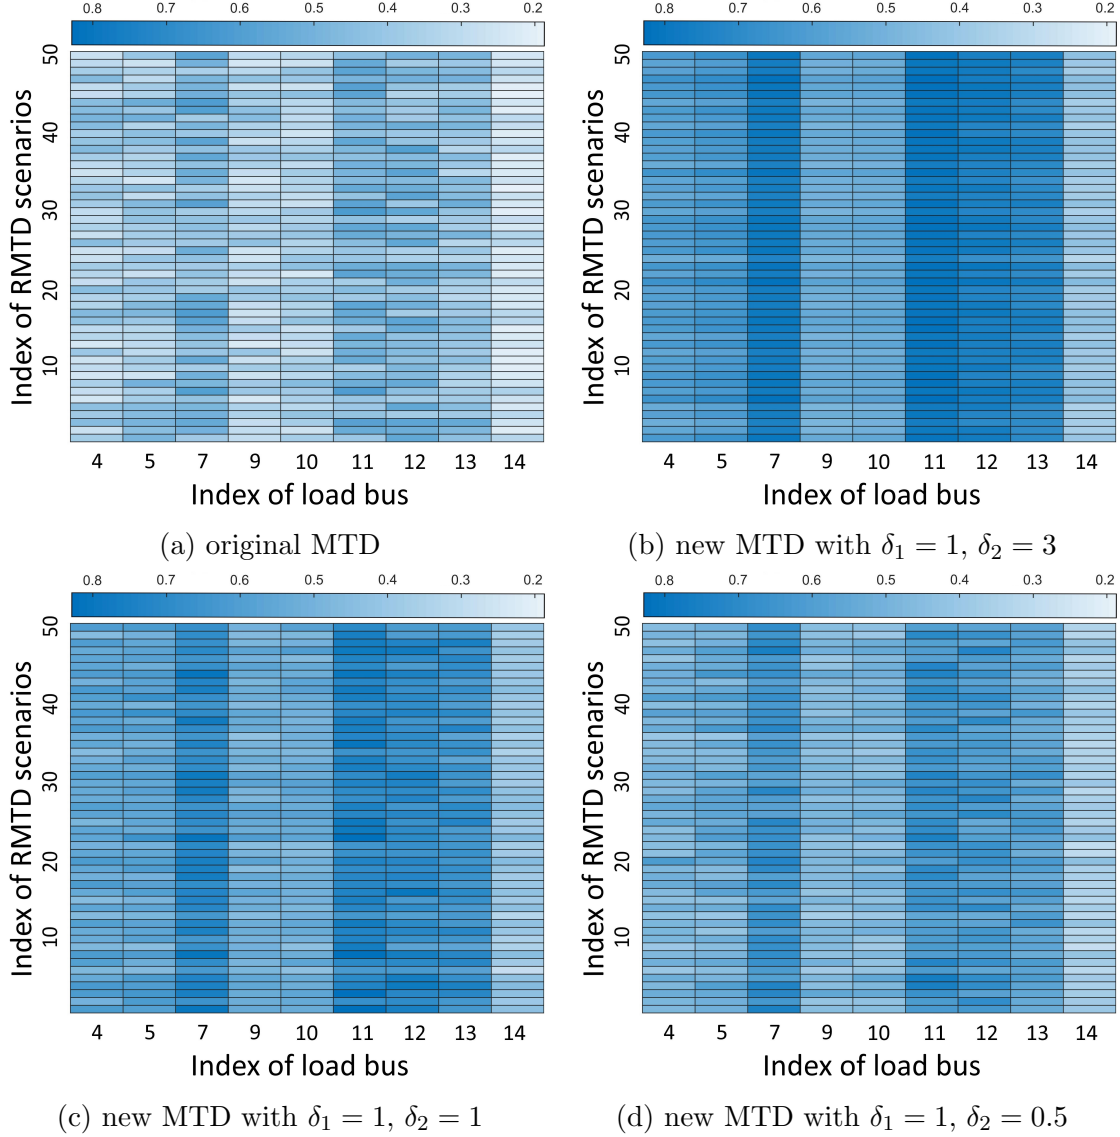 0.8 0.7 0.6 0.5 0.4 0.3 0.2
Index of RMTD scenarios
50
40
30
20
10
4 5 7 9 10 11 12 13 14
Index of load bus
(a) original MTD
0.8 0.7 0.6 0.5 0.4 0.3 0.2
Index of RMTD scenarios
50
40
30
20
10
4 5 7 9 10 11 12 13 14
Index of load bus
(b) new MTD with δ₁ = 1, δ₂ = 3
0.8 0.7 0.6 0.5 0.4 0.3 0.2
Index of RMTD scenarios
50
40
30
20
10
4 5 7 9 10 11 12 13 14
Index of load bus
(c) new MTD with δ₁ = 1, δ₂ = 1
0.8 0.7 0.6 0.5 0.4 0.3 0.2
Index of RMTD scenarios
50
40
30
20
10
4 5 7 9 10 11 12 13 14
Index of load bus
(d) new MTD with δ₁ = 1, δ₂ = 0.5